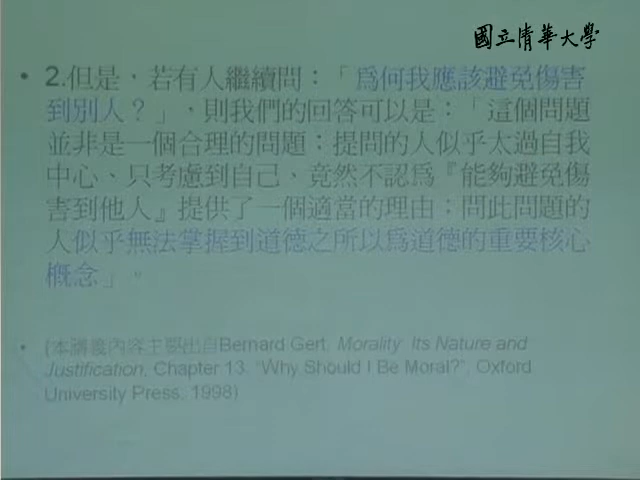 國立清華大學
• 2.但是，若有人繼續問：「為何我應該避免傷害
到別人？」，則我們的回答可以是：「這個問題
並非是一個合理的問題：提問的人似乎太過自我
中心、只考慮到自己、竟然不認為『能夠避免傷
害到他人』提供了一個適當的理由；問此問題的
人似乎無法掌握到道德之所以為道德的重要核心
概念」。
• (本講義內容主要出自Bernard Gert, Morality: Its Nature and
Justification, Chapter 13. "Why Should I Be Moral?", Oxford
University Press, 1998)